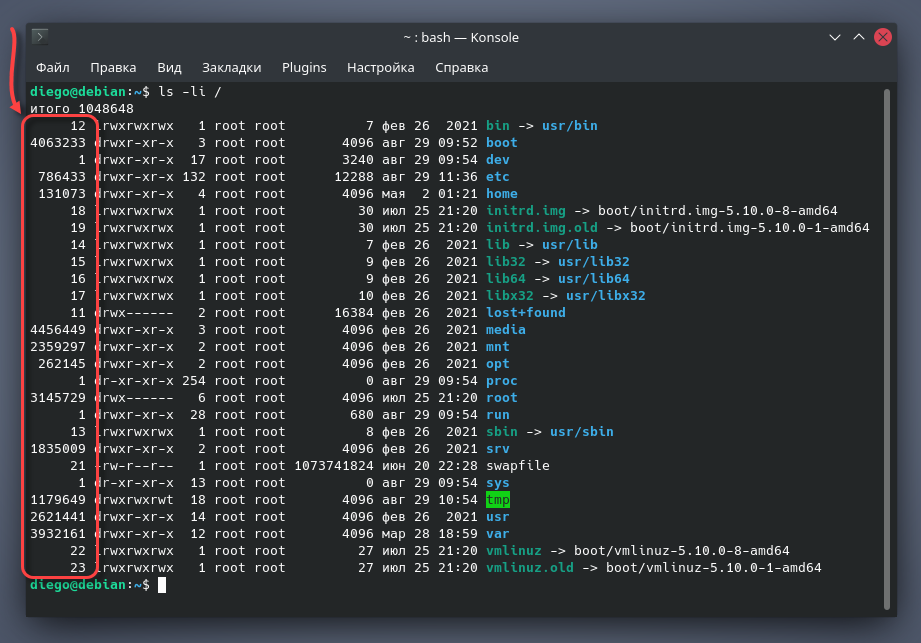 ~ : bash — Konsole
Файл Правка Вид Закладки Plugins Настройка Справка
diego@debian:~$ ls -li /
итого 1048648
12 lrwxrwxrwx 1 root root 7 фев 26 2021 bin -> usr/bin
4063233 drwxr-xr-x 3 root root 4096 авг 29 09:52 boot
1 drwxr-xr-x 17 root root 3240 авг 29 09:54 dev
786433 drwxr-xr-x 132 root root 12288 авг 29 11:36 etc
131073 drwxr-xr-x 4 root root 4096 мая 2 01:21 home
18 lrwxrwxrwx 1 root root 30 июл 25 21:20 initrd.img -> boot/initrd.img-5.10.0-8-amd64
19 lrwxrwxrwx 1 root root 30 июл 25 21:20 initrd.img.old -> boot/initrd.img-5.10.0-1-amd64
14 lrwxrwxrwx 1 root root 7 фев 26 2021 lib -> usr/lib
15 lrwxrwxrwx 1 root root 9 фев 26 2021 lib32 -> usr/lib32
16 lrwxrwxrwx 1 root root 9 фев 26 2021 lib64 -> usr/lib64
17 lrwxrwxrwx 1 root root 10 фев 26 2021 libx32 -> usr/libx32
11 drwx------ 2 root root 16384 фев 26 2021 lost+found
4456449 drwxr-xr-x 3 root root 4096 фев 26 2021 media
2359297 drwxr-xr-x 2 root root 4096 фев 26 2021 mnt
262145 drwxr-xr-x 2 root root 4096 фев 26 2021 opt
1 dr-xr-xr-x 254 root root 0 авг 29 09:54 proc
3145729 drwx------ 6 root root 4096 июл 25 21:20 root
1 drwxr-xr-x 28 root root 680 авг 29 09:54 run
13 lrwxrwxrwx 1 root root 8 фев 26 2021 sbin -> usr/sbin
1835009 drwxr-xr-x 2 root root 4096 фев 26 2021 srv
21 -rw-r--r-- 1 root root 1073741824 июн 20 22:28 swapfile
1 dr-xr-xr-x 13 root root 0 авг 29 09:54 sys
1179649 drwxrwxrwt 18 root root 4096 авг 29 10:54 tmp
2621441 drwxr-xr-x 14 root root 4096 фев 26 2021 usr
3932161 drwxr-xr-x 12 root root 4096 мар 28 18:59 var
22 lrwxrwxrwx 1 root root 27 июл 25 21:20 vmlinuz -> boot/vmlinuz-5.10.0-8-amd64
23 lrwxrwxrwx 1 root root 27 июл 25 21:20 vmlinuz.old -> boot/vmlinuz-5.10.0-1-amd64
diego@debian:~$